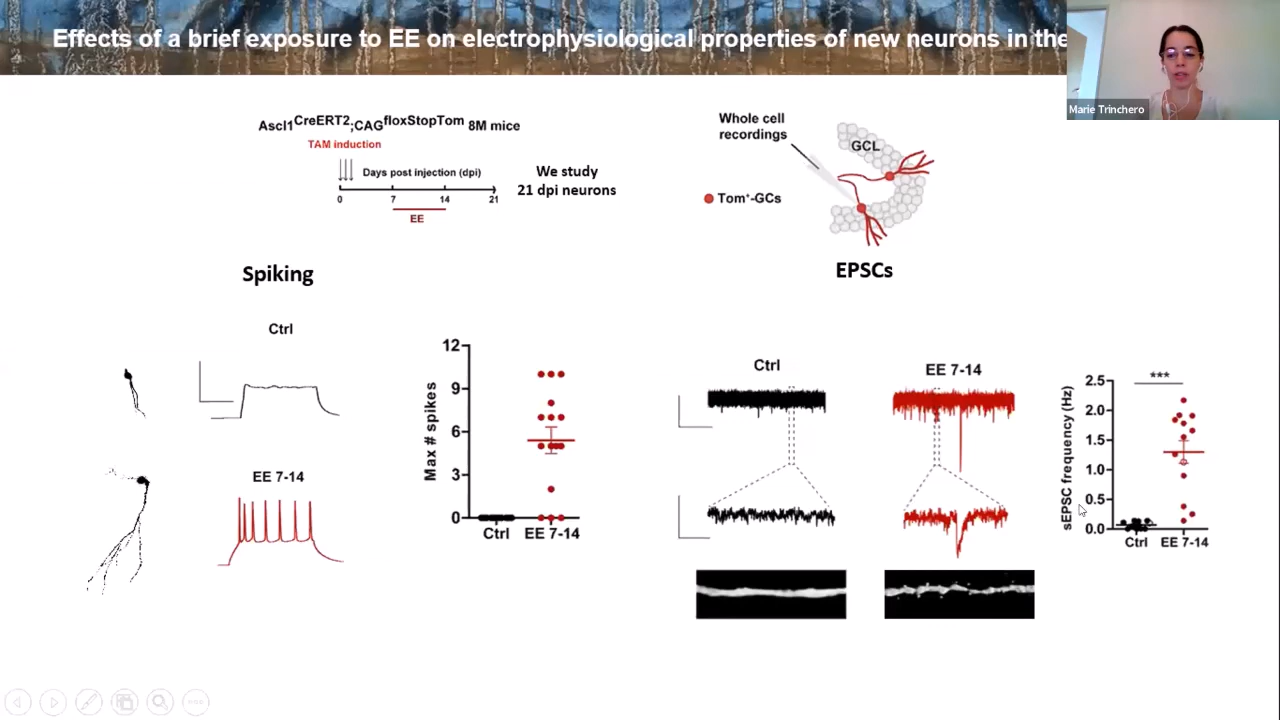 Effects of a brief exposure to EE on electrophysiological properties of new neurons in the
Marie Trinchero
Ascl1CreERT2;CAGfloxStopTom 8M mice
TAM induction
Days post injection (dpi)
0 7 14 21
EE
We study
21 dpi neurons
Whole cell
recordings
GCL
Tom+-GCs
Spiking
Ctrl
EE 7-14
Max # spikes
12
9
6
3
0
Ctrl EE 7-14
EPSCs
Ctrl
EE 7-14
sEPSC frequency (Hz)
***
2.5
2.0
1.5
1.0
0.5
0.0
Ctrl EE 7-14